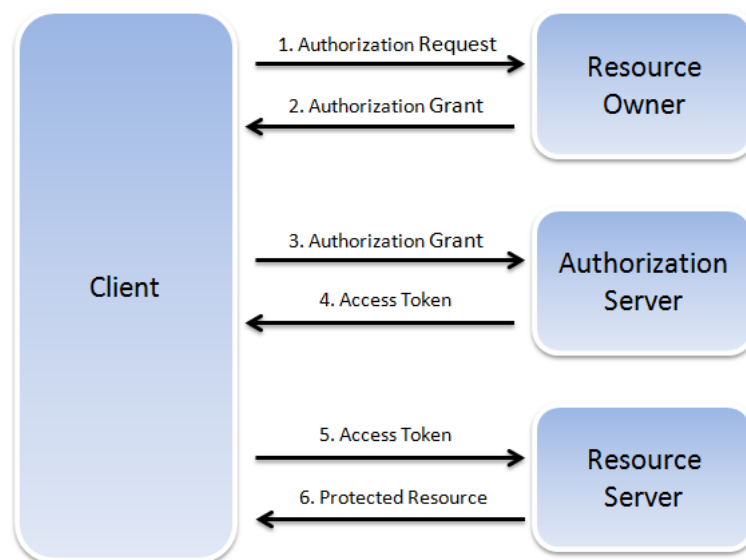 1. Authorization Request
Resource
Owner
2. Authorization Grant
Client
3. Authorization Grant
Authorization
Server
4. Access Token
5. Access Token
Resource
Server
6. Protected Resource